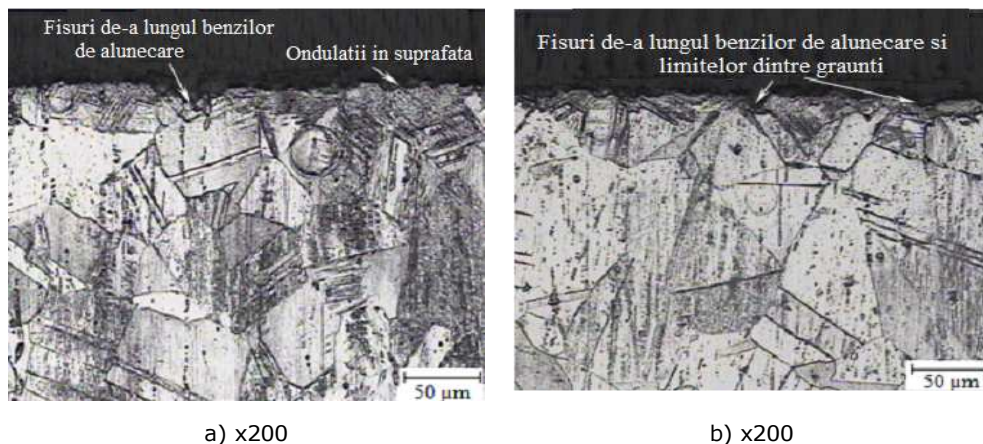 Fisuri de-a lungul benzilor
de alunecare
Ondulatii in suprafata
50 µm
Fisuri de-a lungul benzilor de alunecare si
limitelor dintre graunti
50 µm
a) x200
b) x200